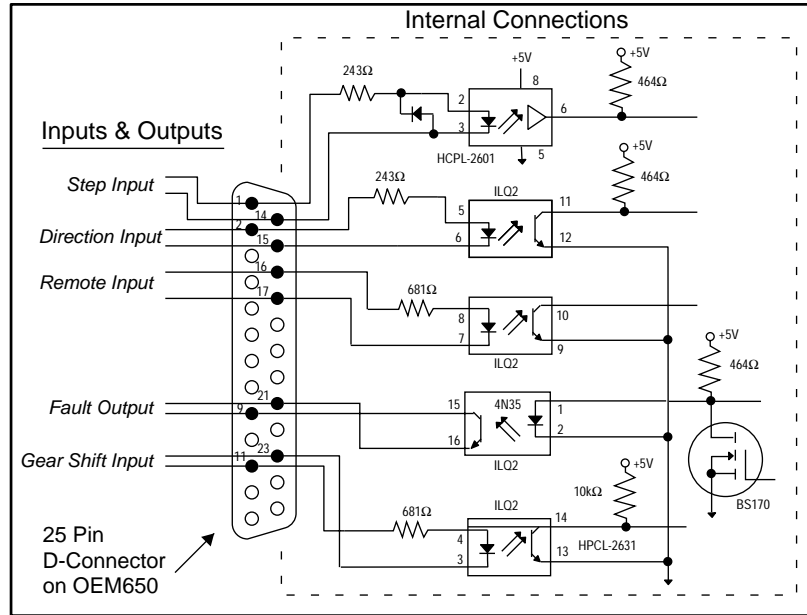 Internal Connections
Inputs & Outputs
Step Input
Direction Input
Remote Input
Fault Output
Gear Shift Input
25 Pin
D-Connector
on OEM650
1
14
2
15
16
17
21
9
23
11
243Ω
2
3
+5V
8
6
5
HCPL-2601
+5V
464Ω
243Ω
ILQ2
5
6
11
12
+5V
464Ω
681Ω
8
7
10
9
ILQ2
15
16
4N35
1
2
ILQ2
+5V
464Ω
BS170
681Ω
ILQ2
4
3
14
13
HPCL-2631
+5V
10kΩ